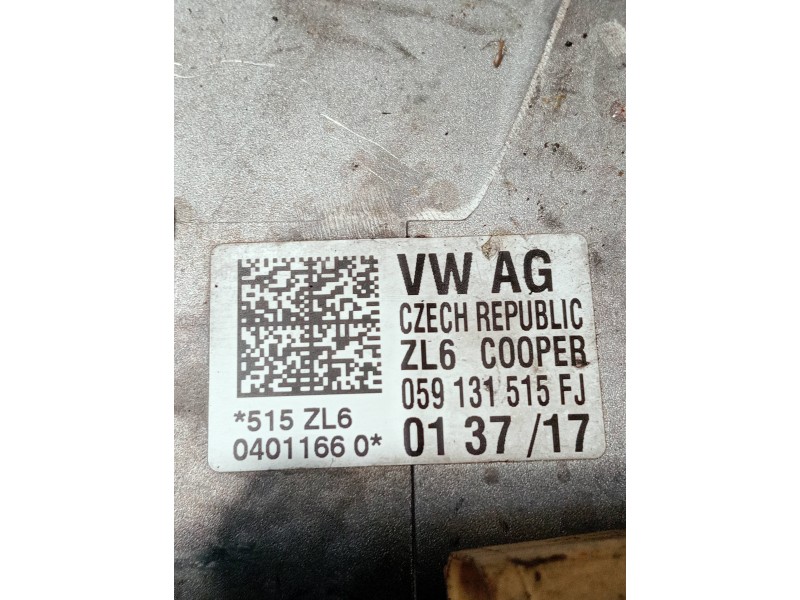 VW AG
CZECH REPUBLIC
ZL6 COOPER
059 131 515 FJ
01 37/17
*515 ZL6
0401166 0*